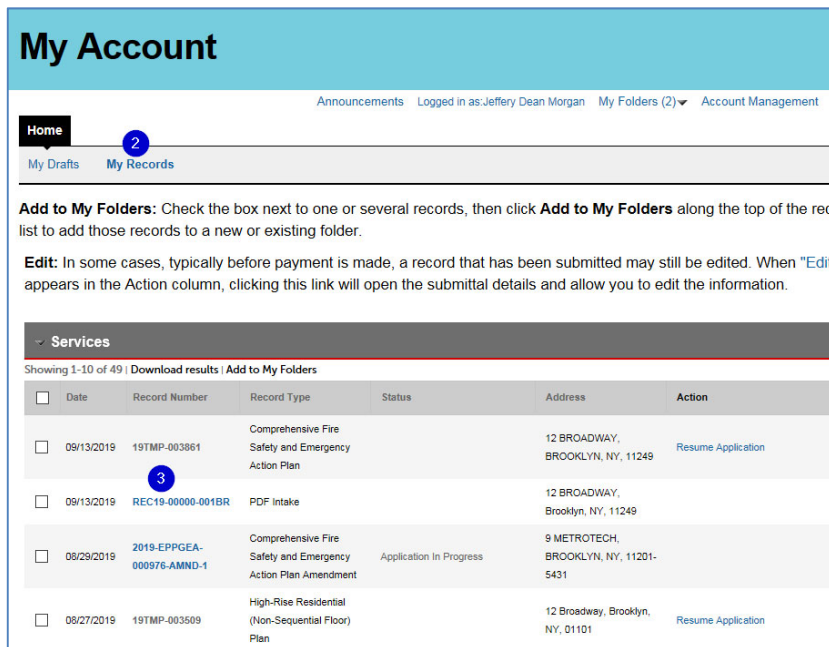 My Account
Announcements Logged in as:Jeffery Dean Morgan My Folders (2) Account Management
Home
2
My Drafts My Records
Add to My Folders: Check the box next to one or several records, then click Add to My Folders along the top of the rec
list to add those records to a new or existing folder.
Edit: In some cases, typically before payment is made, a record that has been submitted may still be edited. When "Edi
appears in the Action column, clicking this link will open the submittal details and allow you to edit the information.
Services
Showing 1-10 of 49 | Download results | Add to My Folders
Date Record Number Record Type Status Address Action
Comprehensive Fire
Safety and Emergency
Action Plan
09/13/2019 19TMP-003861
12 BROADWAY,
BROOKLYN, NY, 11249
Resume Application
3
09/13/2019 REC19-00000-001BR PDF Intake
12 BROADWAY,
Brooklyn, NY, 11249
08/29/2019
2019-EPPGEA-
000976-AMND-1
Comprehensive Fire
Safety and Emergency
Action Plan Amendment
Application In Progress
9 METROTECH,
BROOKLYN, NY, 11201-
5431
08/27/2019 19TMP-003509
High-Rise Residential
(Non-Sequential Floor)
Plan
12 Broadway, Brooklyn,
NY, 01101
Resume Application